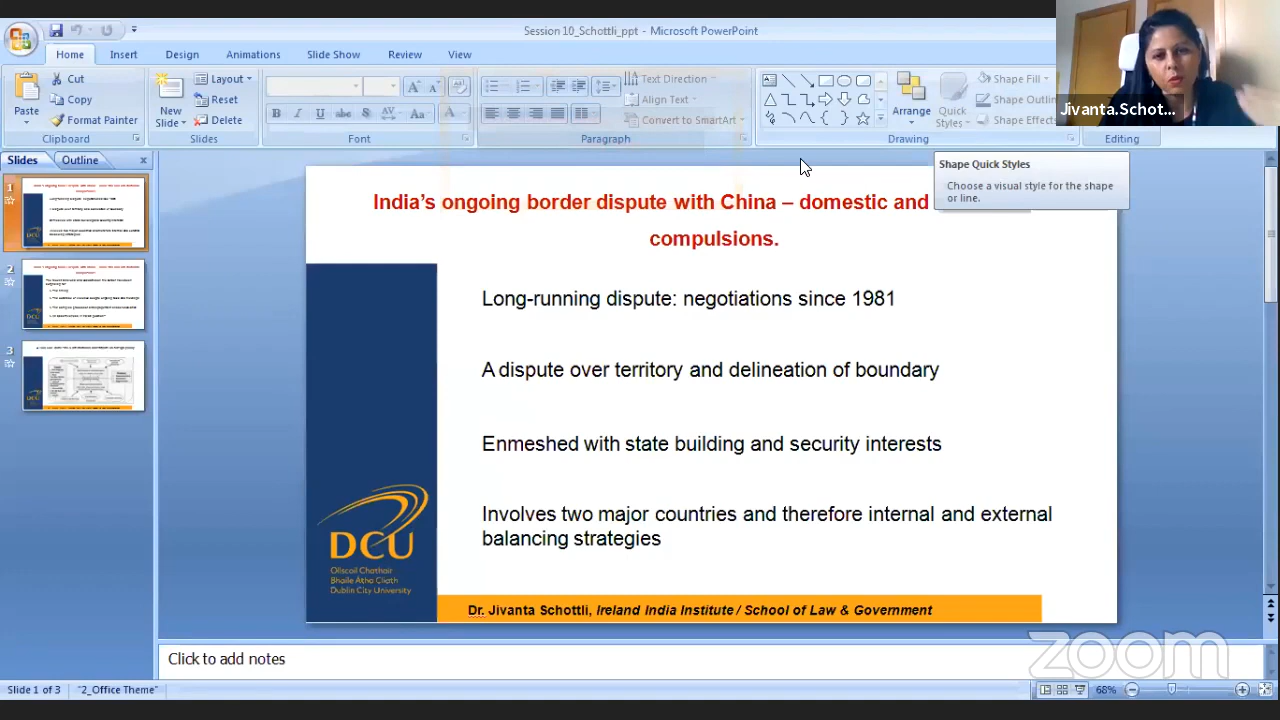 Session 10_Schottli_ppt - Microsoft PowerPoint
Home Insert Design Animations Slide Show Review View
Paste
Cut
Copy
Format Painter
Clipboard
New Slide
Layout
Reset
Delete
Slides
Font
Text Direction
Align Text
Convert to SmartArt
Paragraph
Arrange
Quick Styles
Shape Fill
Shape Outlin
Shape Effects
Drawing
Editing
Jivanta.Schot...
Slides Outline
Shape Quick Styles
Choose a visual style for the shape
or line.
1
2
3
India's ongoing border dispute with China – domestic and
compulsions.
Long-running dispute: negotiations since 1981
A dispute over territory and delineation of boundary
Enmeshed with state building and security interests
Involves two major countries and therefore internal and external
balancing strategies
DCU
Ollscoil Chathair
Bhaile Átha Cliath
Dublin City University
Dr. Jivanta Schottli, Ireland India Institute / School of Law & Government
zoom
Click to add notes
Slide 1 of 3 "2_Office Theme" 68%